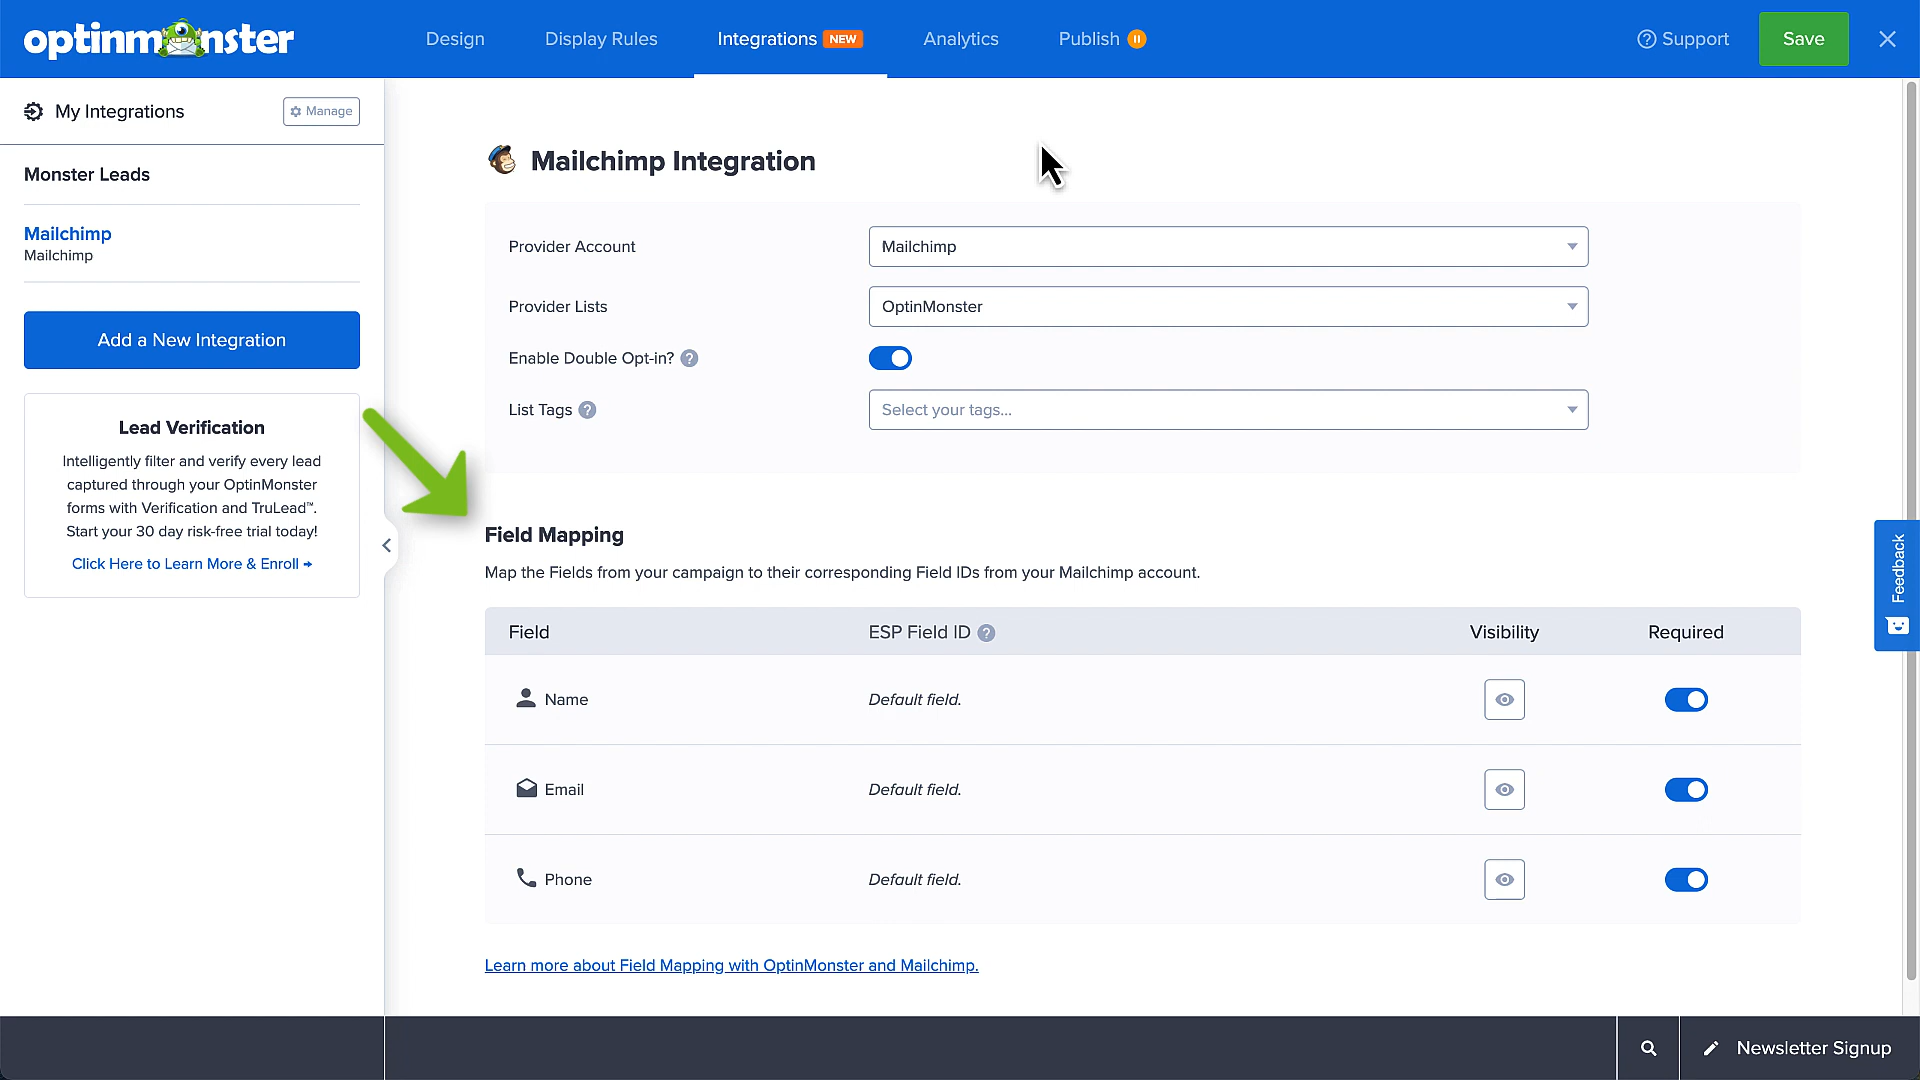 optinmonster
Design
Display Rules
Integrations NEW
Analytics
Publish
Support
Save
My Integrations
Manage
Monster Leads
Mailchimp
Mailchimp
Add a New Integration
Lead Verification
Intelligently filter and verify every lead
captured through your OptinMonster
forms with Verification and TruLead™.
Start your 30 day risk-free trial today!
Click Here to Learn More & Enroll →
Mailchimp Integration
Provider Account
Mailchimp
Provider Lists
OptinMonster
Enable Double Opt-in? ?
List Tags ?
Select your tags...
Field Mapping
Map the Fields from your campaign to their corresponding Field IDs from your Mailchimp account.
Field
ESP Field ID ?
Visibility
Required
Name
Default field.
Email
Default field.
Phone
Default field.
Learn more about Field Mapping with OptinMonster and Mailchimp.
Feedback
Newsletter Signup